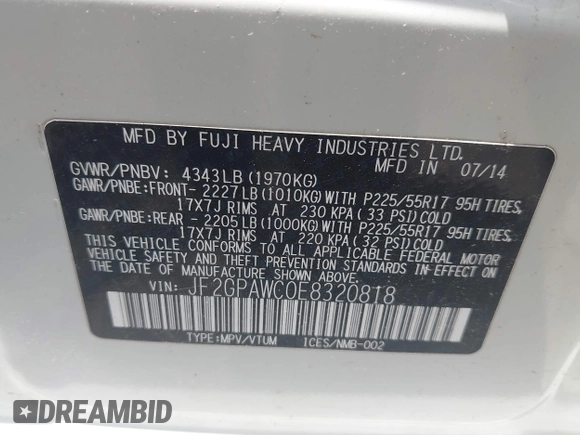 MFD BY FUJI HEAVY INDUSTRIES LTD.
GVWR/PNBV: 4343LB(1970KG) MFD IN 07/14
GAWR/PNBE:FRONT- 2227LB(1010KG)WITH P225/55R17 95H TIRES,
17X7J RIMS AT 230 KPA(33 PSI)COLD
GAWR/PNBE:REAR - 2205LB(1000KG)WITH P225/55R17 95H TIRES,
17X7J RIMS AT 220 KPA(32 PSI)COLD
THIS VEHICLE CONFORMS TO ALL APPLICABLE FEDERAL MOTOR
VEHICLE SAFETY AND THEFT PREVENTION STANDARDS IN EFFECT
ON THE DATE OF MANUFACTURE SHOWN ABOVE.
VIN: JF2GPAWC0E8320818
TYPE:MPV/VTUM ICES/NMB-002
DREAMBID